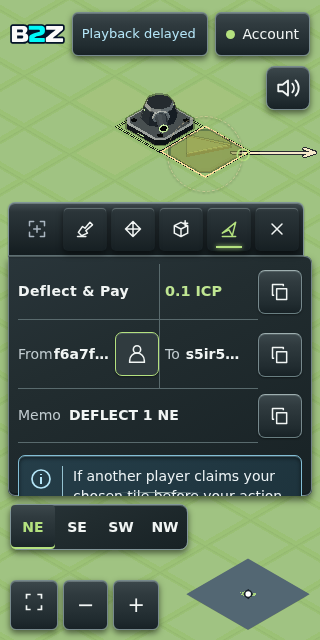 B2Z
Playback delayed
Account
Deflect & Pay
0.1 ICP
From f6a7f...
To s5ir5...
Memo DEFLECT 1 NE
If another player claims your
chosen tile before your action
NE SE SW NW